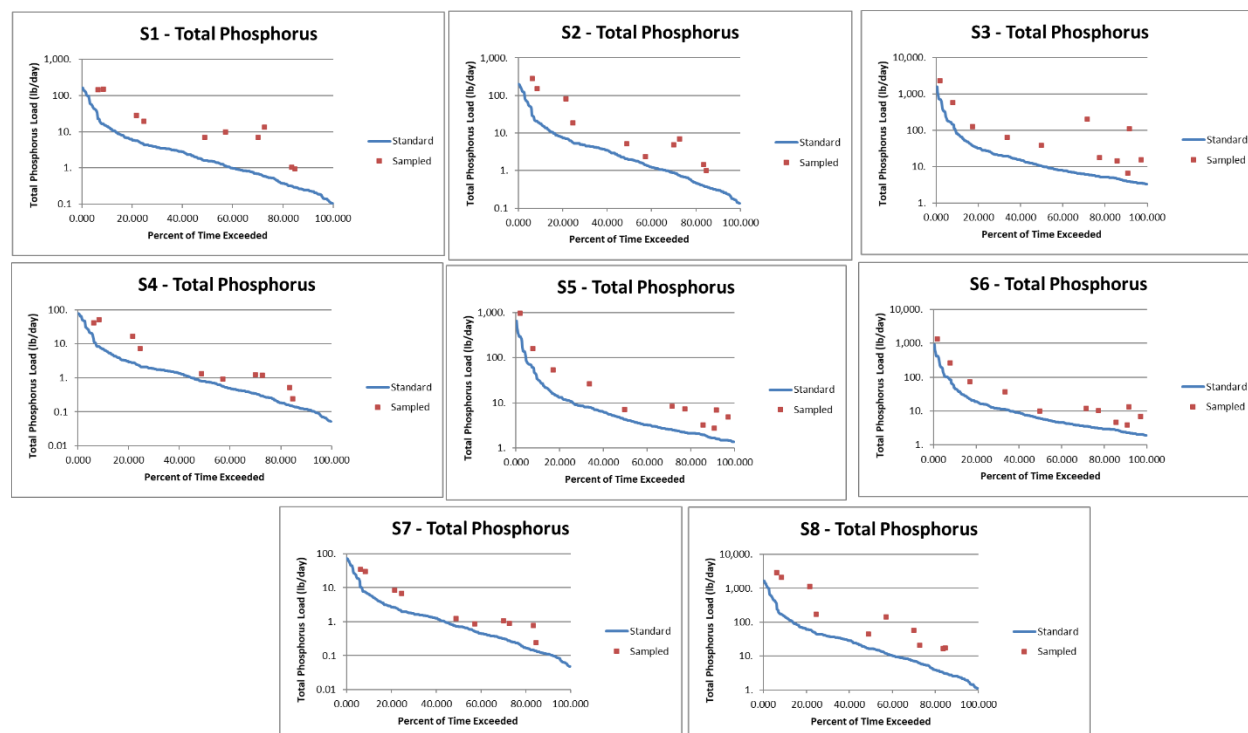 S1 - Total Phosphorus
Total Phosphorus Load (lb/day)
1,000.
100.
10.
1.
0.1
0.000 20.000 40.000 60.000 80.000 100.000
Percent of Time Exceeded
Standard
Sampled
S2 - Total Phosphorus
Total Phosphorus Load (lb/day)
1,000.
100.
10.
1.
0.1
0.000 20.000 40.000 60.000 80.000 100.000
Percent of Time Exceeded
Standard
Sampled
S3 - Total Phosphorus
Total Phosphorus Load (lb/day)
10,000.
1,000.
100.
10.
1.
0.000 20.000 40.000 60.000 80.000 100.000
Percent of Time Exceeded
Standard
Sampled
S4 - Total Phosphorus
Total Phosphorus Load (lb/day)
100.
10.
1.
0.1
0.01
0.000 20.000 40.000 60.000 80.000 100.000
Percent of Time Exceeded
Standard
Sampled
S5 - Total Phosphorus
Total Phosphorus Load (lb/day)
1,000.
100.
10.
1.
0.000 20.000 40.000 60.000 80.000 100.000
Percent of Time Exceeded
Standard
Sampled
S6 - Total Phosphorus
Total Phosphorus Load (lb/day)
10,000.
1,000.
100.
10.
1.
0.000 20.000 40.000 60.000 80.000 100.000
Percent of Time Exceeded
Standard
Sampled
S7 - Total Phosphorus
Total Phosphorus Load (lb/day)
100.
10.
1.
0.1
0.01
0.000 20.000 40.000 60.000 80.000 100.000
Percent of Time Exceeded
Standard
Sampled
S8 - Total Phosphorus
Total Phosphorus Load (lb/day)
10,000.
1,000.
100.
10.
1.
0.000 20.000 40.000 60.000 80.000 100.000
Percent of Time Exceeded
Standard
Sampled